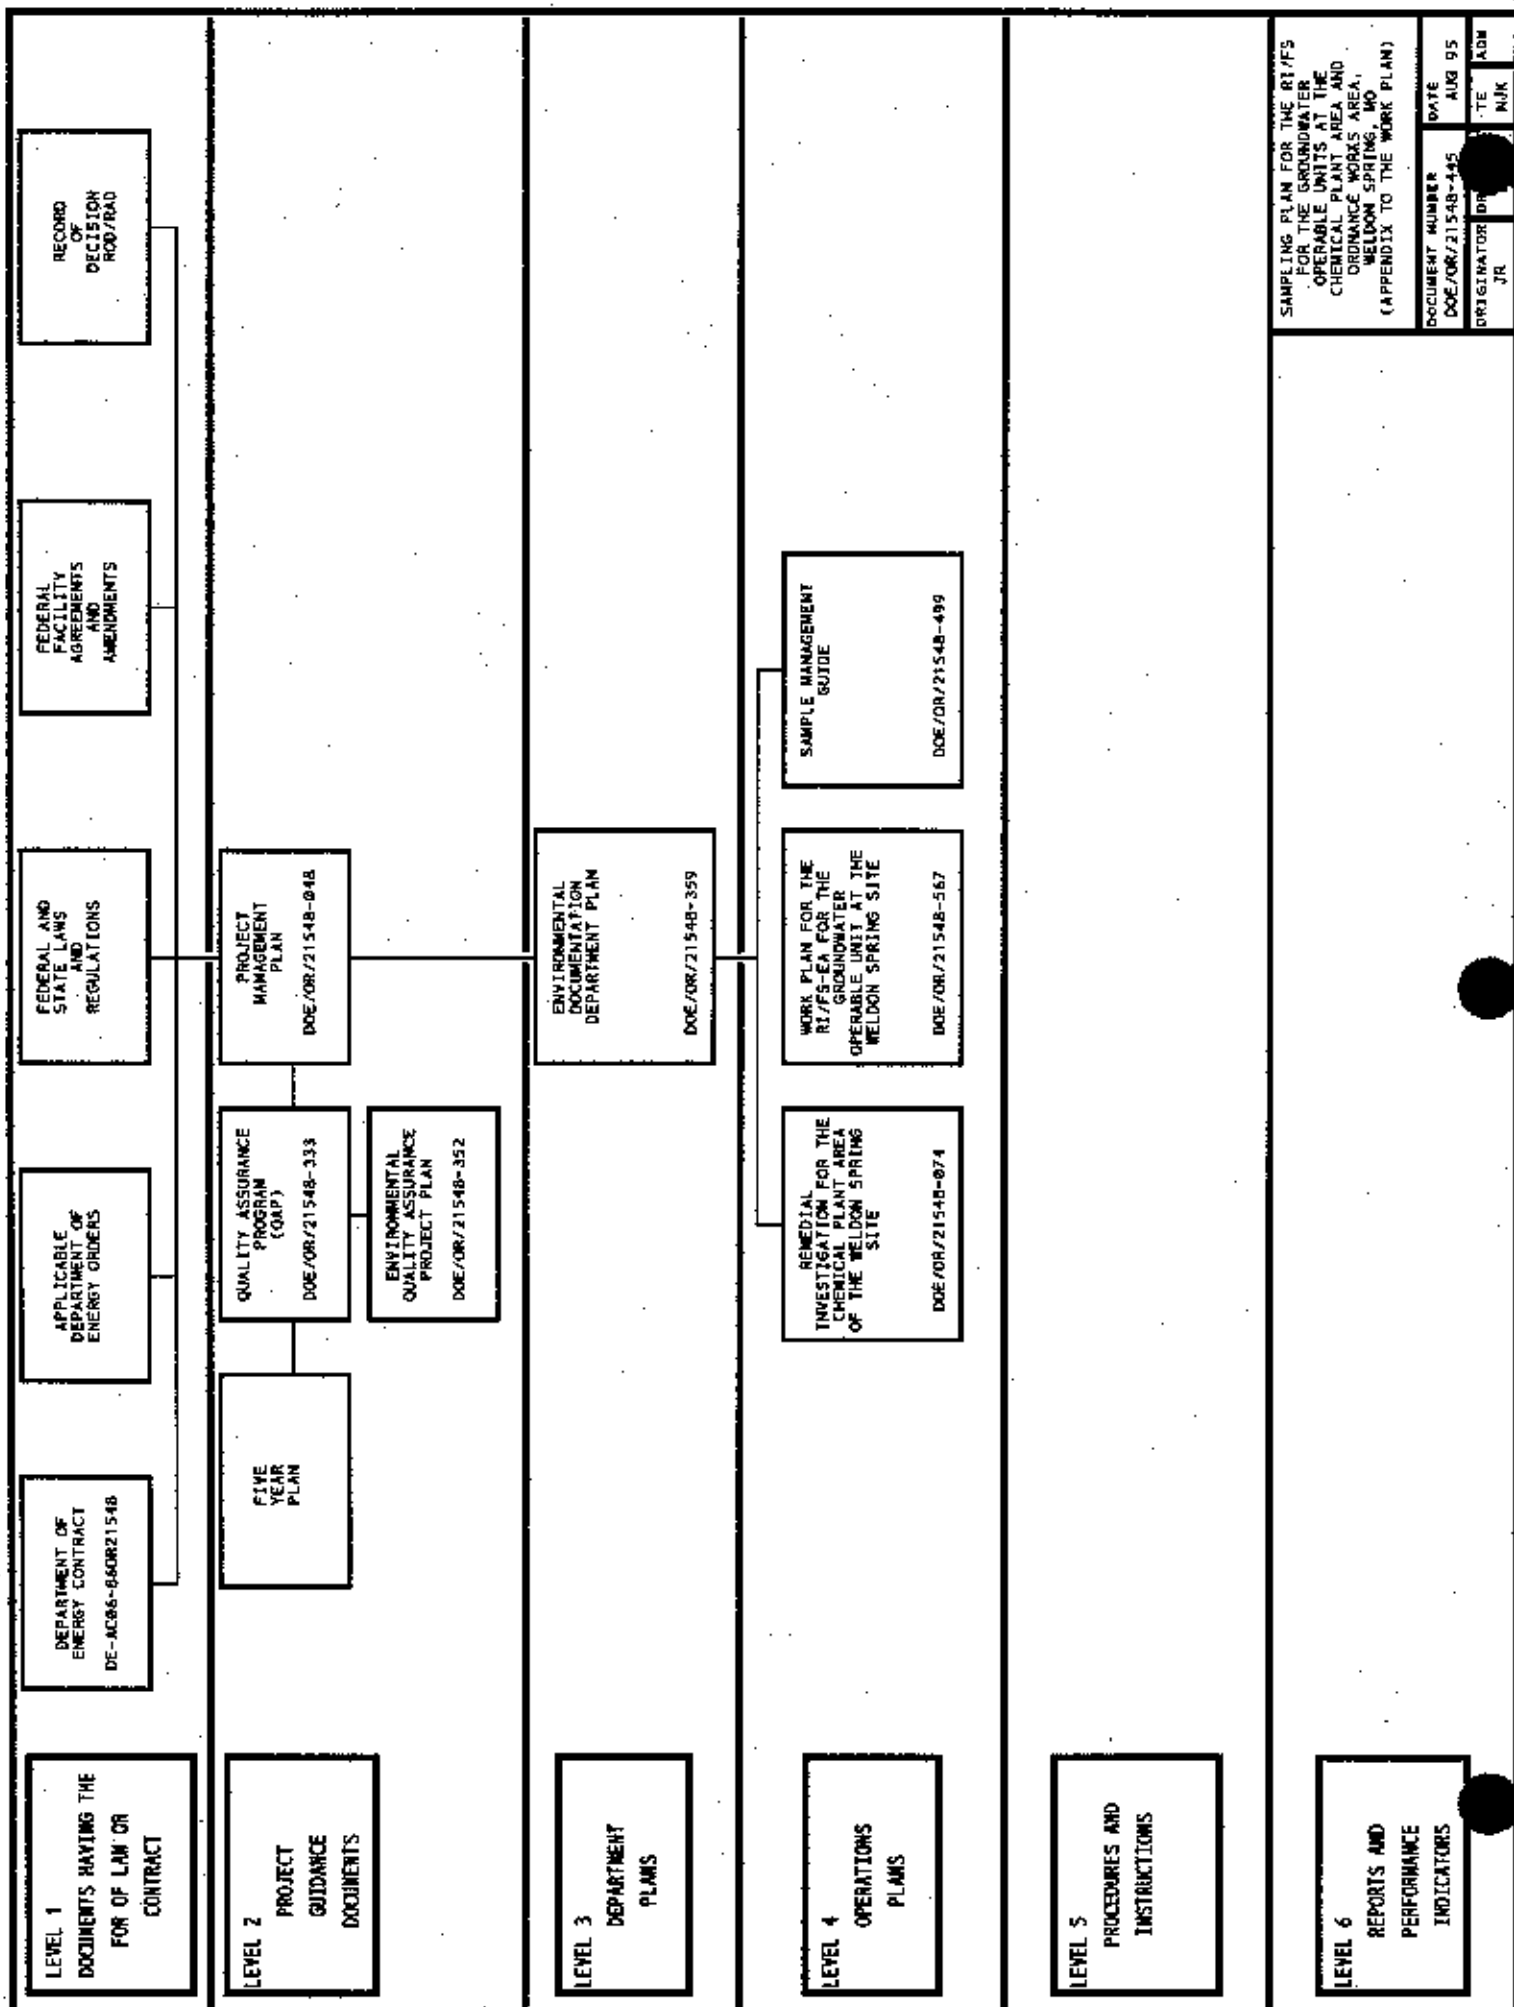 LEVEL 1
DOCUMENTS HAVING THE
FOR OF LAW OR
CONTRACT
DEPARTMENT OF
ENERGY CONTRACT
DE-AC06-86OR21548
APPLICABLE
DEPARTMENT OF
ENERGY ORDERS
FEDERAL AND
STATE LAWS
AND
REGULATIONS
FEDERAL
FACILITY
AGREEMENTS
AND
AMENDMENTS
RECORD
OF
DECISION
ROD/RAD
LEVEL 2
PROJECT
GUIDANCE
DOCUMENTS
FIVE
YEAR
PLAN
QUALITY ASSURANCE
PROGRAM
(QAP)
DOE/OR/21548-333
ENVIRONMENTAL
QUALITY ASSURANCE
PROJECT PLAN
DOE/OR/21548-352
PROJECT
MANAGEMENT
PLAN
DOE/OR/21548-048
LEVEL 3
DEPARTMENT
PLANS
ENVIRONMENTAL
DOCUMENTATION
DEPARTMENT PLAN
DOE/OR/21548-359
LEVEL 4
OPERATIONS
PLANS
REMEDIAL
INVESTIGATION FOR THE
CHEMICAL PLANT AREA
OF THE WELDON SPRING
SITE
DOE/OR/21548-074
WORK PLAN FOR THE
RI/FS-EA FOR THE
GROUNDWATER
OPERABLE UNIT AT THE
WELDON SPRING SITE
DOE/OR/21548-567
SAMPLE MANAGEMENT
GUIDE
DOE/OR/21548-499
LEVEL 5
PROCEDURES AND
INSTRUCTIONS
LEVEL 6
REPORTS AND
PERFORMANCE
INDICATORS
SAMPLING PLAN FOR THE RI/FS
FOR THE GROUNDWATER
OPERABLE UNITS AT THE
CHEMICAL PLANT AREA AND
ORDNANCE WORKS AREA,
WELDON SPRING, MO
(APPENDIX TO THE WORK PLAN)
DOCUMENT NUMBER
DOE/OR/21548-445
DATE
AUG 95
ORIGINATOR
JR
DR
TE
NJK
ADM